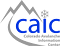 caic
Colorado Avalanche
Information
Center